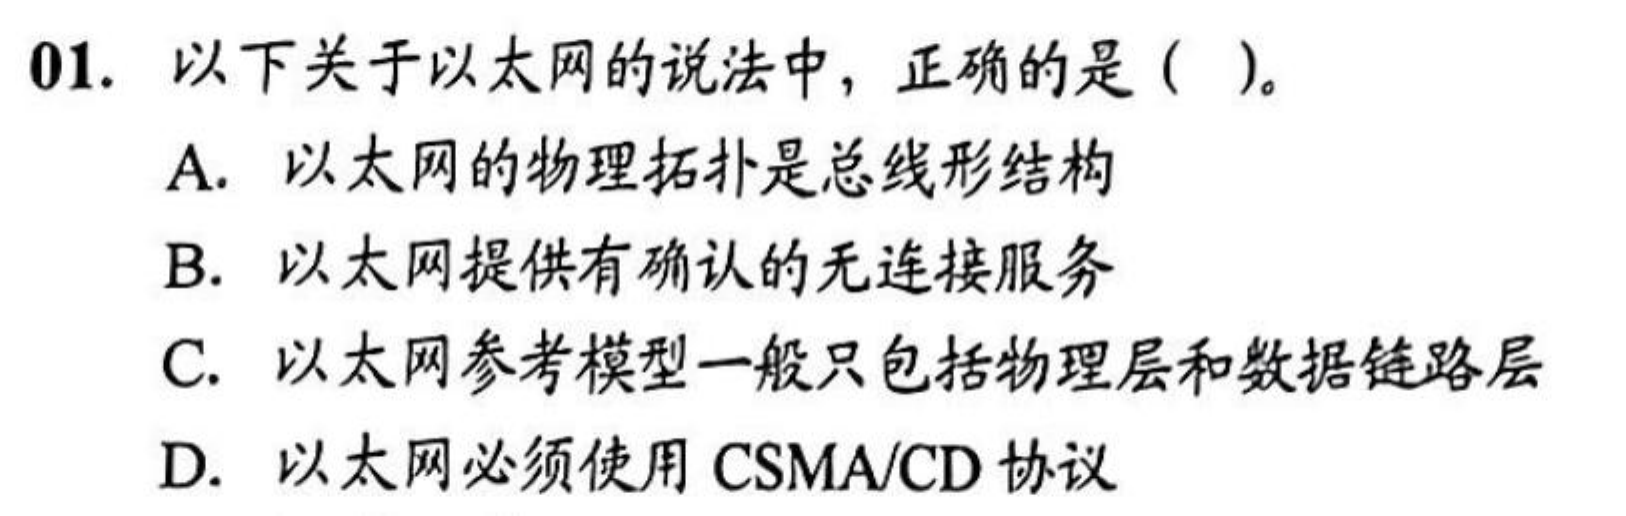 01. 以下关于以太网的说法中，正确的是（ ）。
A. 以太网的物理拓扑是总线形结构
B. 以太网提供有确认的无连接服务
C. 以太网参考模型一般只包括物理层和数据链路层
D. 以太网必须使用 CSMA/CD 协议